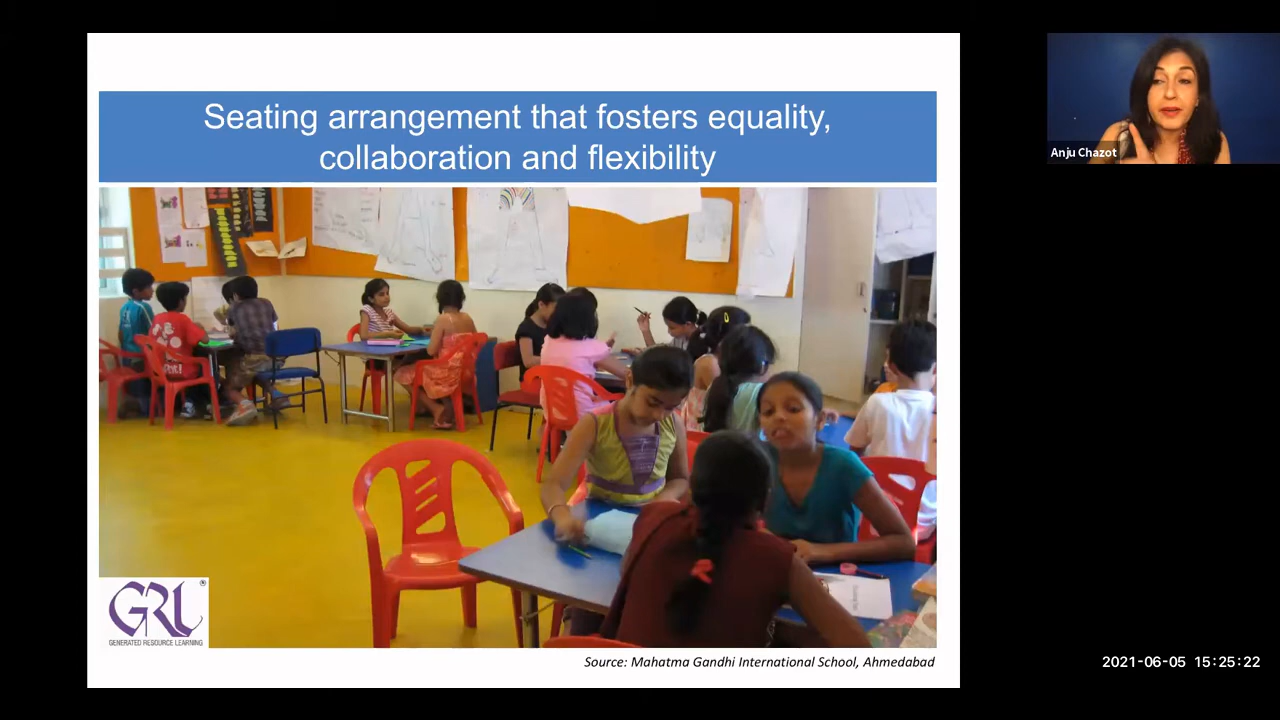 Seating arrangement that fosters equality,
collaboration and flexibility
Anju Chazot
GRL
®
GENERATED RESOURCE LEARNING
Source: Mahatma Gandhi International School, Ahmedabad
2021-06-05 15:25:22